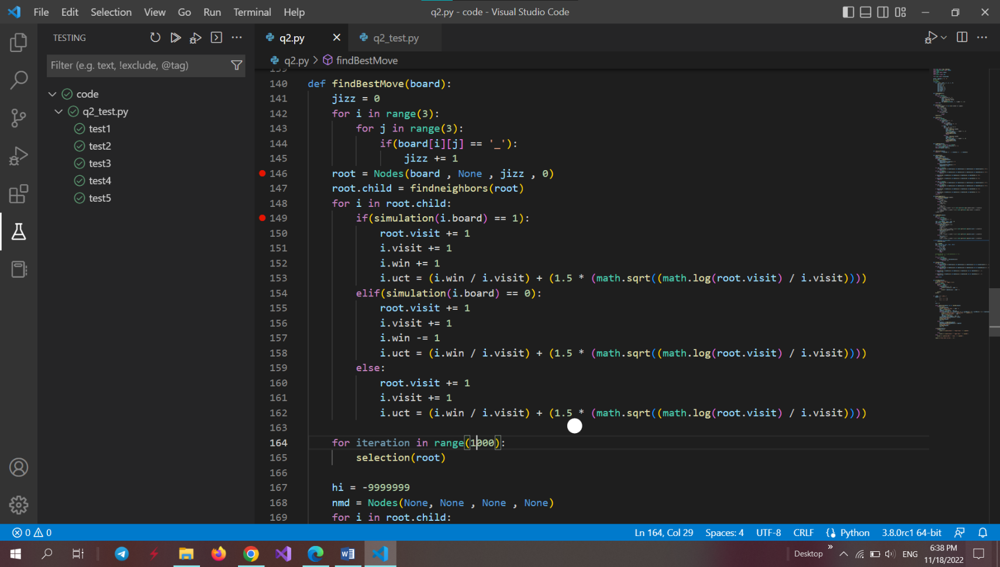 File Edit Selection View Go Run Terminal Help
q2.py - code - Visual Studio Code
TESTING
Filter (e.g. text, !exclude, @tag)
code
q2_test.py
test1
test2
test3
test4
test5
q2.py
q2_test.py
q2.py > findBestMove
139
140 def findBestMove(board):
141 jizz = 0
142 for i in range(3):
143 for j in range(3):
144 if(board[i][j] == '_'):
145 jizz += 1
146 root = Nodes(board , None , jizz , 0)
147 root.child = findneighbors(root)
148 for i in root.child:
149 if(simulation(i.board) == 1):
150 root.visit += 1
151 i.visit += 1
152 i.win += 1
153 i.uct = (i.win / i.visit) + (1.5 * (math.sqrt((math.log(root.visit) / i.visit))))
154 elif(simulation(i.board) == 0):
155 root.visit += 1
156 i.visit += 1
157 i.win -= 1
158 i.uct = (i.win / i.visit) + (1.5 * (math.sqrt((math.log(root.visit) / i.visit))))
159 else:
160 root.visit += 1
161 i.visit += 1
162 i.uct = (i.win / i.visit) + (1.5 * (math.sqrt((math.log(root.visit) / i.visit))))
163
164 for iteration in range(1000):
165 selection(root)
166
167 hi = -9999999
168 nmd = Nodes(None, None , None , None)
169 for i in root.child:
0 0 Ln 164, Col 29 Spaces: 4 UTF-8 CRLF Python 3.8.0rc1 64-bit
Desktop ENG 6:38 PM
11/18/2022